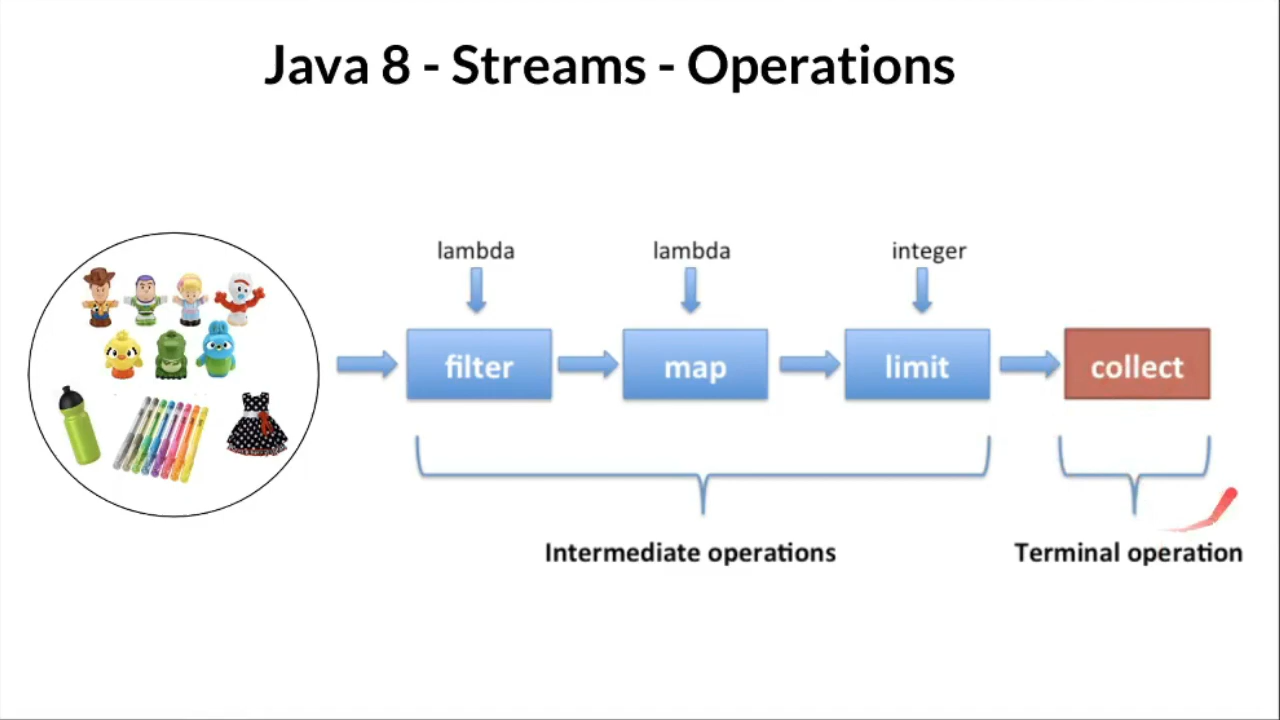 Java 8 - Streams - Operations
lambda
lambda
integer
filter
map
limit
collect
Intermediate operations
Terminal operation